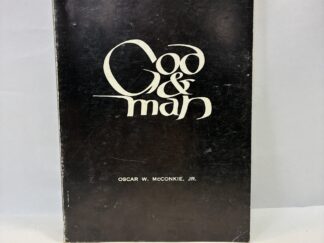 God
&
man
OSCAR W. McCONKIE, JR.